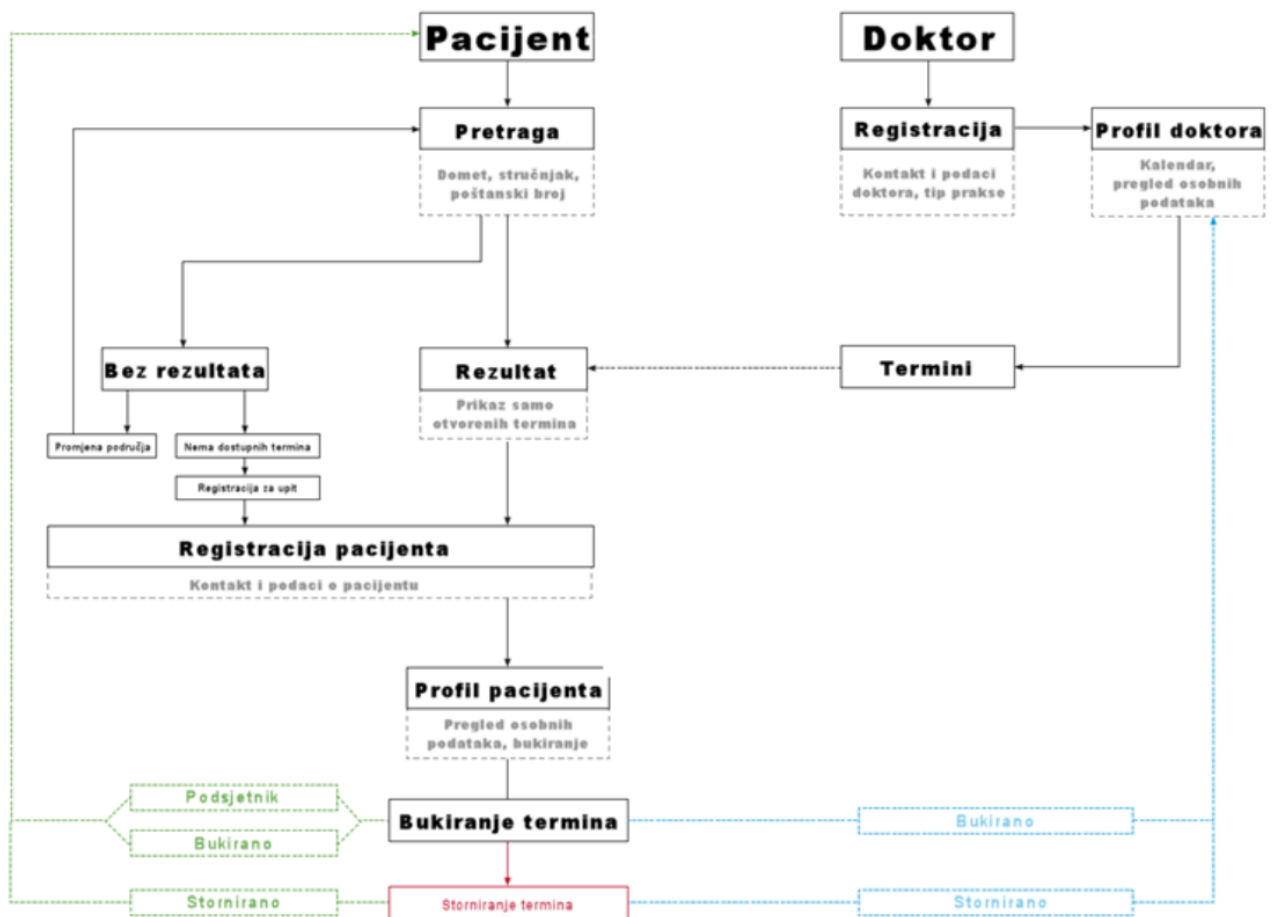 Pacijent
Doktor
Pretraga
Registracija
Profil doktora
Domet, stručnjak,
poštanski broj
Kontakt i podaci
doktora, tip prakse
Kalendar,
pregled osobnih
podataka
Bez rezultata
Rezultat
Termini
Prikaz samo
otvorenih termina
Promjena područja
Nema dostupnih termina
Registracija za upit
Registracija pacijenta
Kontakt i podaci o pacijentu
Profil pacijenta
Pregled osobnih
podataka, bukiranje
Podsjetnik
Bukiranje termina
Bukirano
Bukirano
Stornirano
Storniranje termina
Stornirano